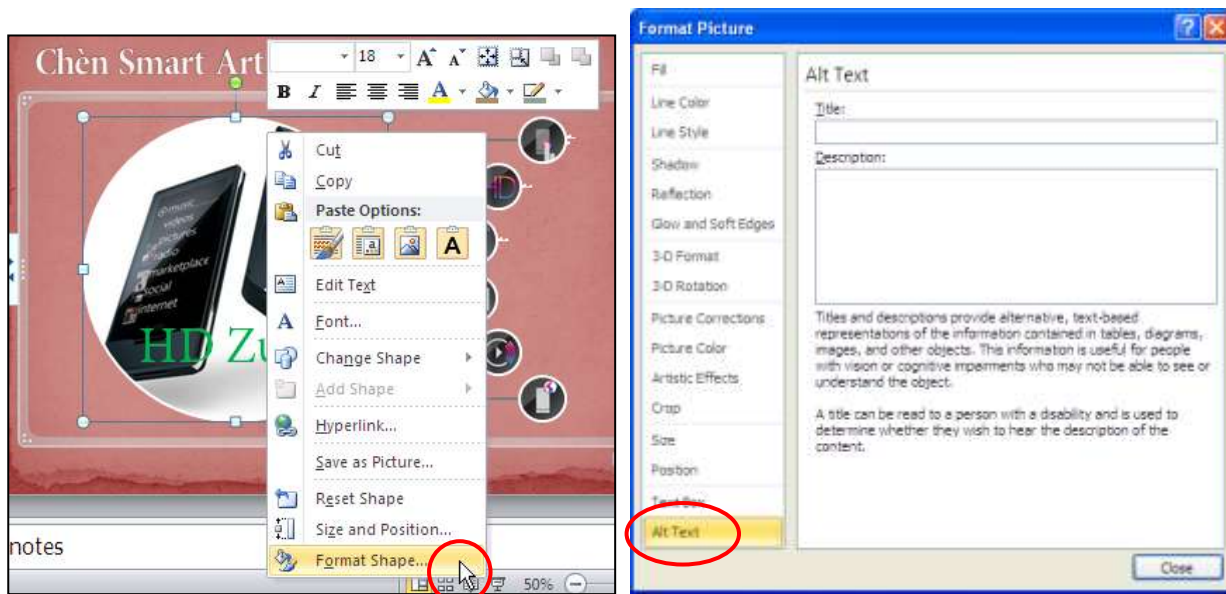 Chèn Smart Art
18
B I
@music
videos
pictures
radio
marketplace
social
internet
HD Zu
HD
Cut
Copy
Paste Options:
Edit Text
Font...
Change Shape
Add Shape
Hyperlink...
Save as Picture...
Reset Shape
Size and Position...
Format Shape...
notes
50%
Format Picture
Fill
Line Color
Line Style
Shadow
Reflection
Glow and Soft Edges
3-D Format
3-D Rotation
Picture Corrections
Picture Color
Artistic Effects
Crop
Size
Position
Text Box
Alt Text
Alt Text
Title:
Description:
Titles and descriptions provide alternative, text-based
representations of the information contained in tables, diagrams,
images, and other objects. This information is useful for people
with vision or cognitive impairments who may not be able to see or
understand the object.
A title can be read to a person with a disability and is used to
determine whether they wish to hear the description of the
content.
Close